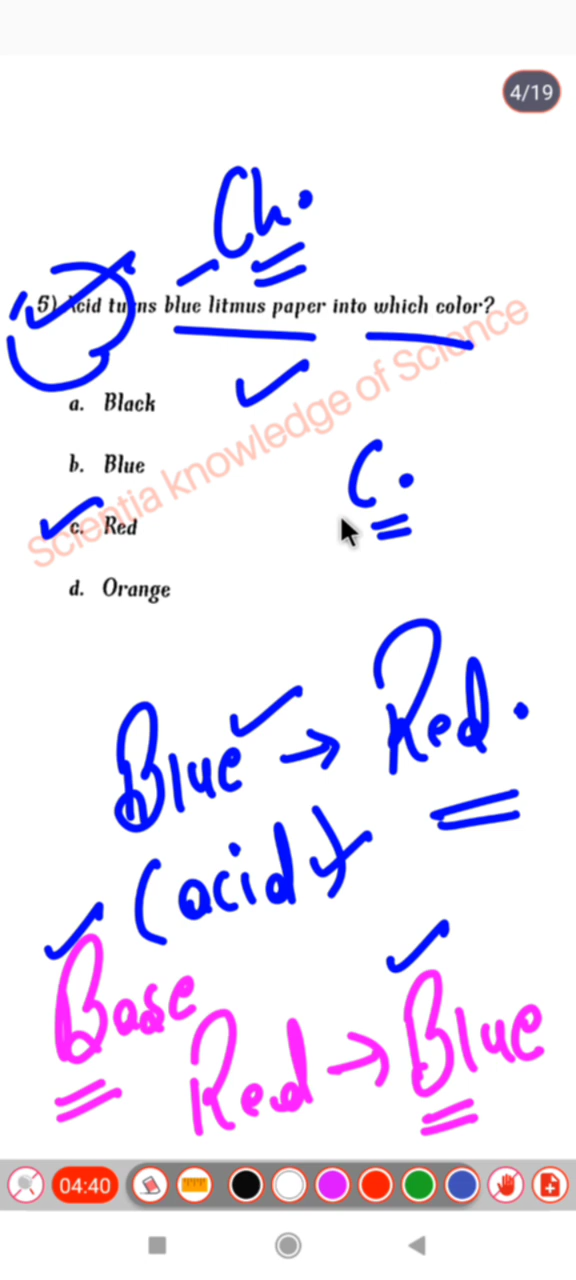 4/19
Ch.
5) Acid turns blue litmus paper into which color?
a. Black
b. Blue
C.
c. Red
d. Orange
Scientia knowledge of Science
Blue → Red.
(acid)
Base
Red → Blue
04:40